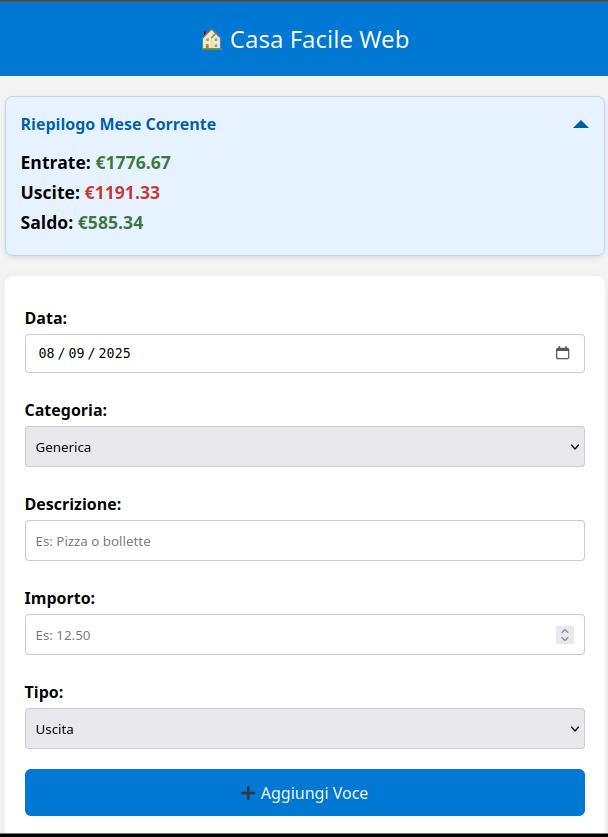 Casa Facile Web
Riepilogo Mese Corrente
Entrate: €1776.67
Uscite: €1191.33
Saldo: €585.34
Data:
08/09/2025
Categoria:
Generica
Descrizione:
Es: Pizza o bollette
Importo:
Es: 12.50
Tipo:
Uscita
Aggiungi Voce